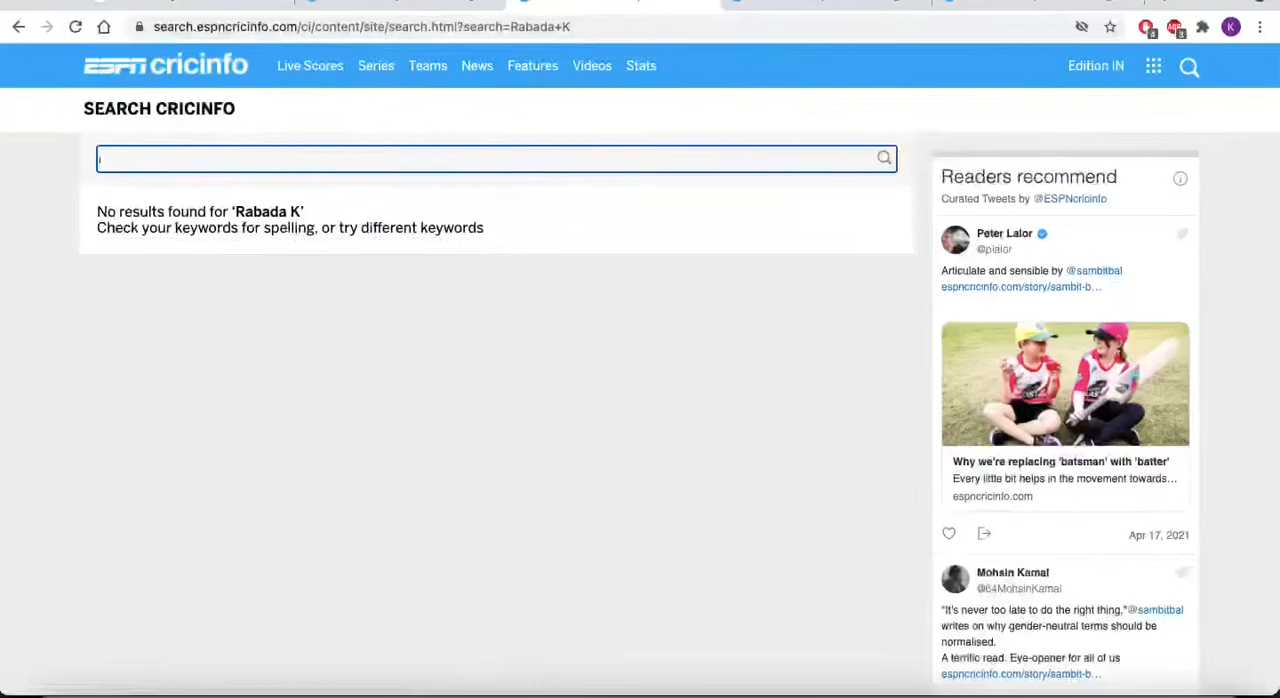 search.espncricinfo.com/ci/content/site/search.html?search=Rabada+K
4
ABP
3
K
ESPN cricinfo
Live Scores Series Teams News Features Videos Stats
Edition IN
SEARCH CRICINFO
No results found for ‘Rabada K’
Check your keywords for spelling, or try different keywords
Readers recommend
Curated Tweets by @ESPNcricinfo
Peter Lalor
@plalor
Articulate and sensible by @sambitbal
espncricinfo.com/story/sambit-b…
Why we're replacing 'batsman' with 'batter'
Every little bit helps in the movement towards…
espncricinfo.com
Apr 17, 2021
Mohsin Kamal
@64MohsinKamal
"It's never too late to do the right thing,"@sambitbal
writes on why gender-neutral terms should be
normalised.
A terrific read. Eye-opener for all of us
espncricinfo.com/story/sambit-b…